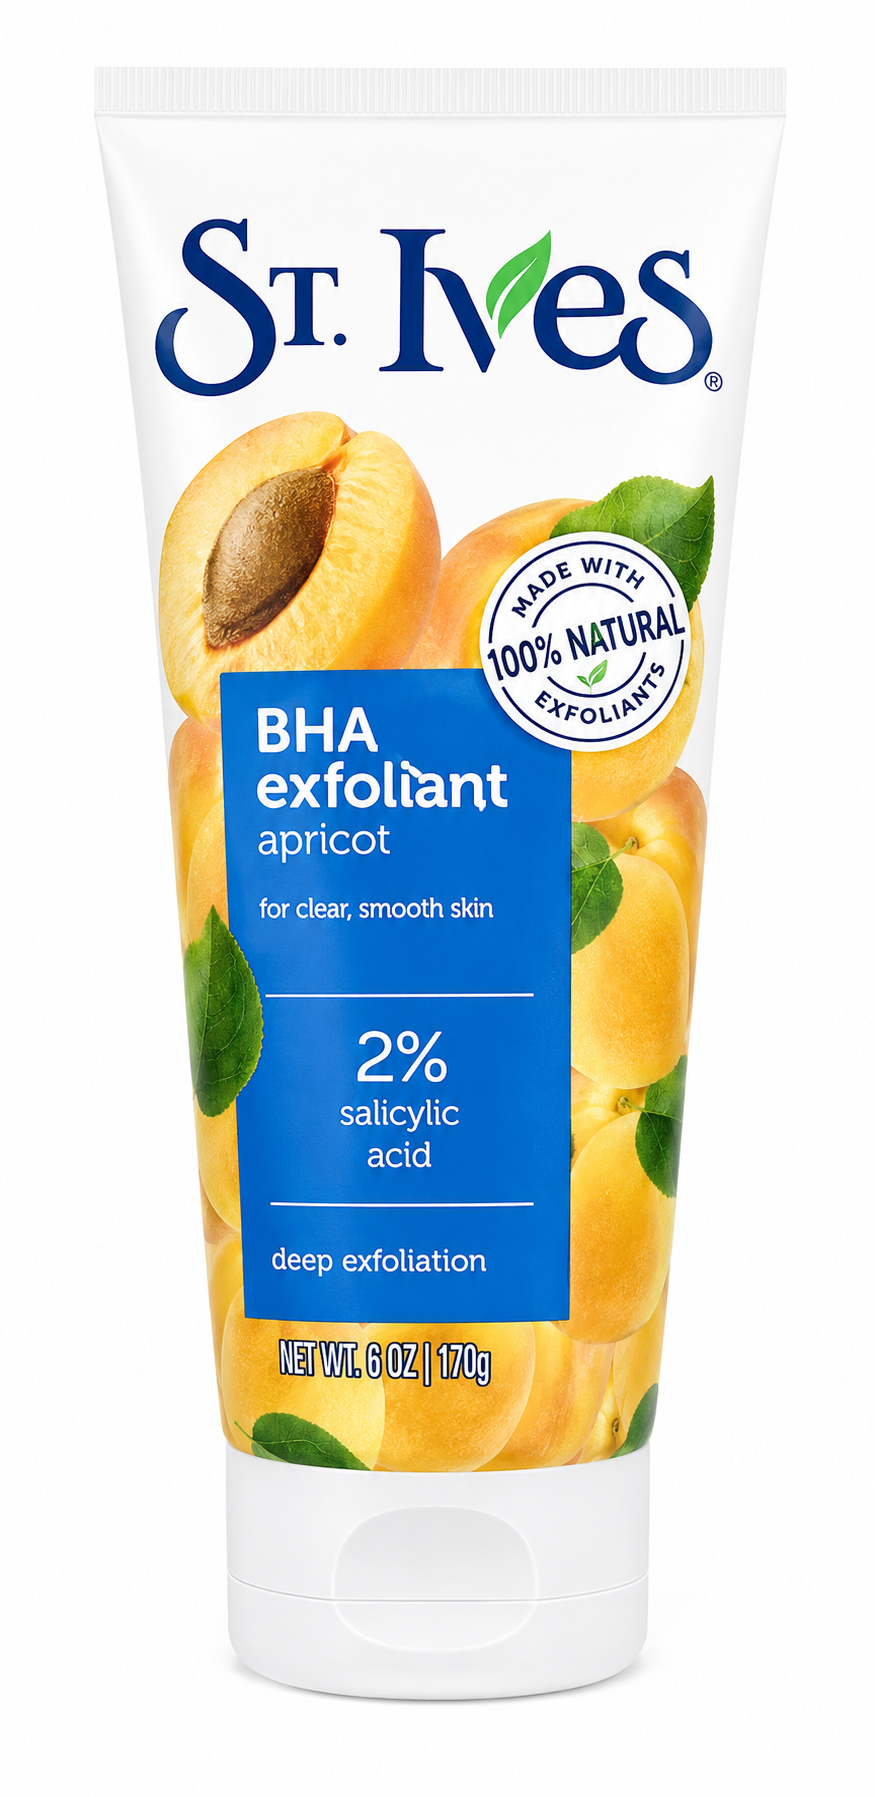 ST. IVES®
MADE WITH
100% NATURAL
EXFOLIANTS
BHA
exfoliant
apricot
for clear, smooth skin
2%
salicylic
acid
deep exfoliation
NET WT. 6 OZ | 170g